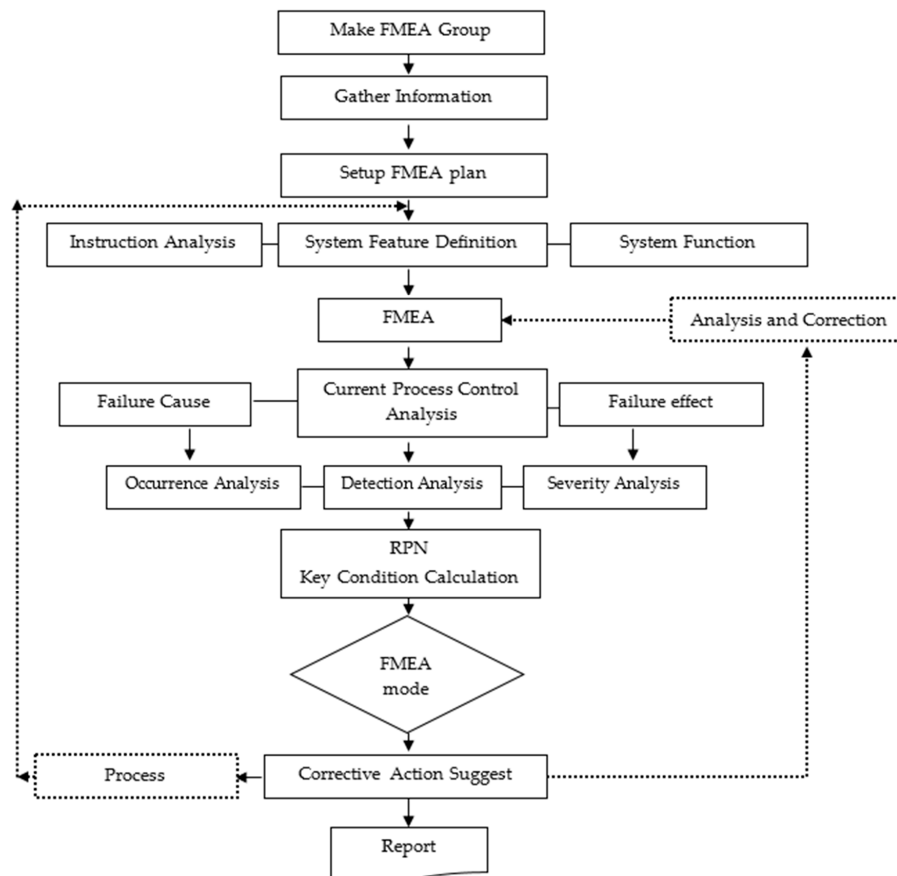 Make FMEA Group
Gather Information
Setup FMEA plan
Instruction Analysis
System Feature Definition
System Function
FMEA
Analysis and Correction
Failure Cause
Current Process Control
Analysis
Failure effect
Occurrence Analysis
Detection Analysis
Severity Analysis
RPN
Key Condition Calculation
FMEA
mode
Process
Corrective Action Suggest
Report